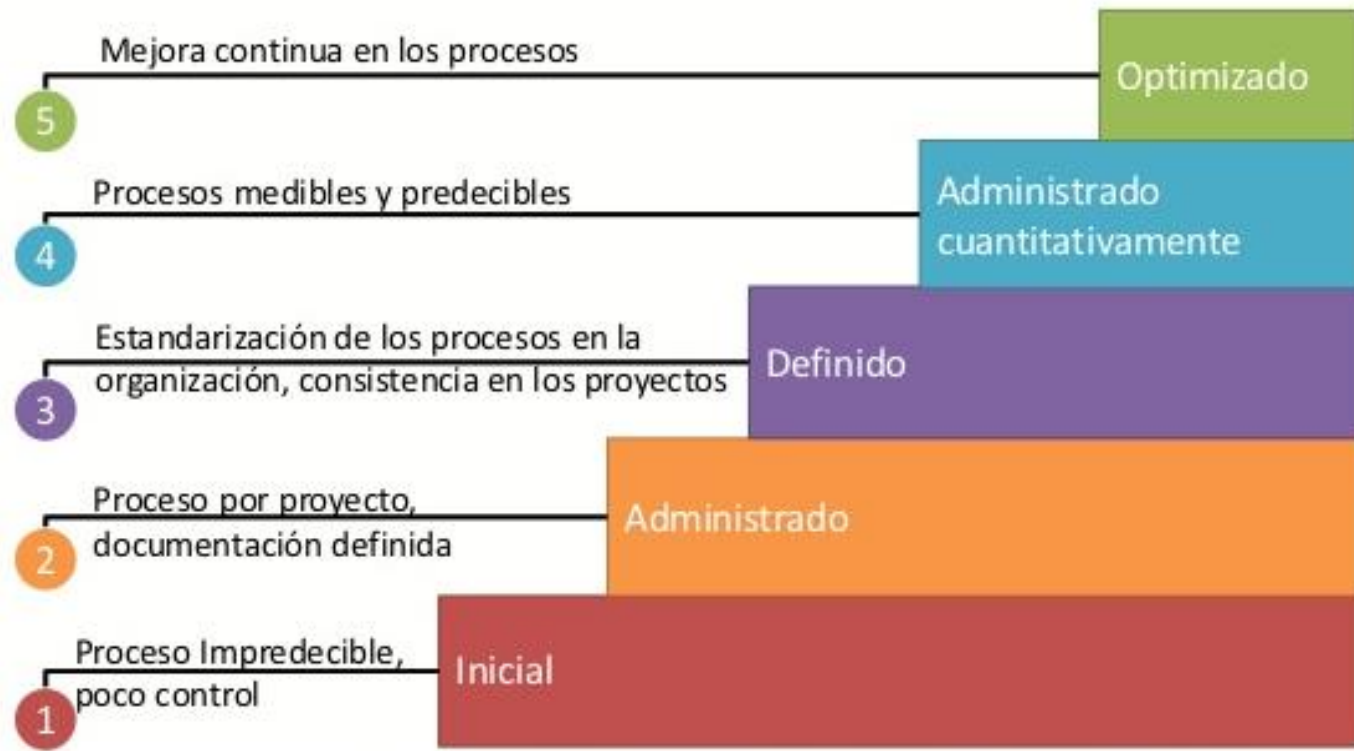 Mejora continua en los procesos
5
Optimizado
Procesos medibles y predecibles
4
Administrado
cuantitativamente
Estandarización de los procesos en la
organización, consistencia en los proyectos
3
Definido
Proceso por proyecto,
documentación definida
2
Administrado
Proceso Impredecible,
poco control
1
Inicial